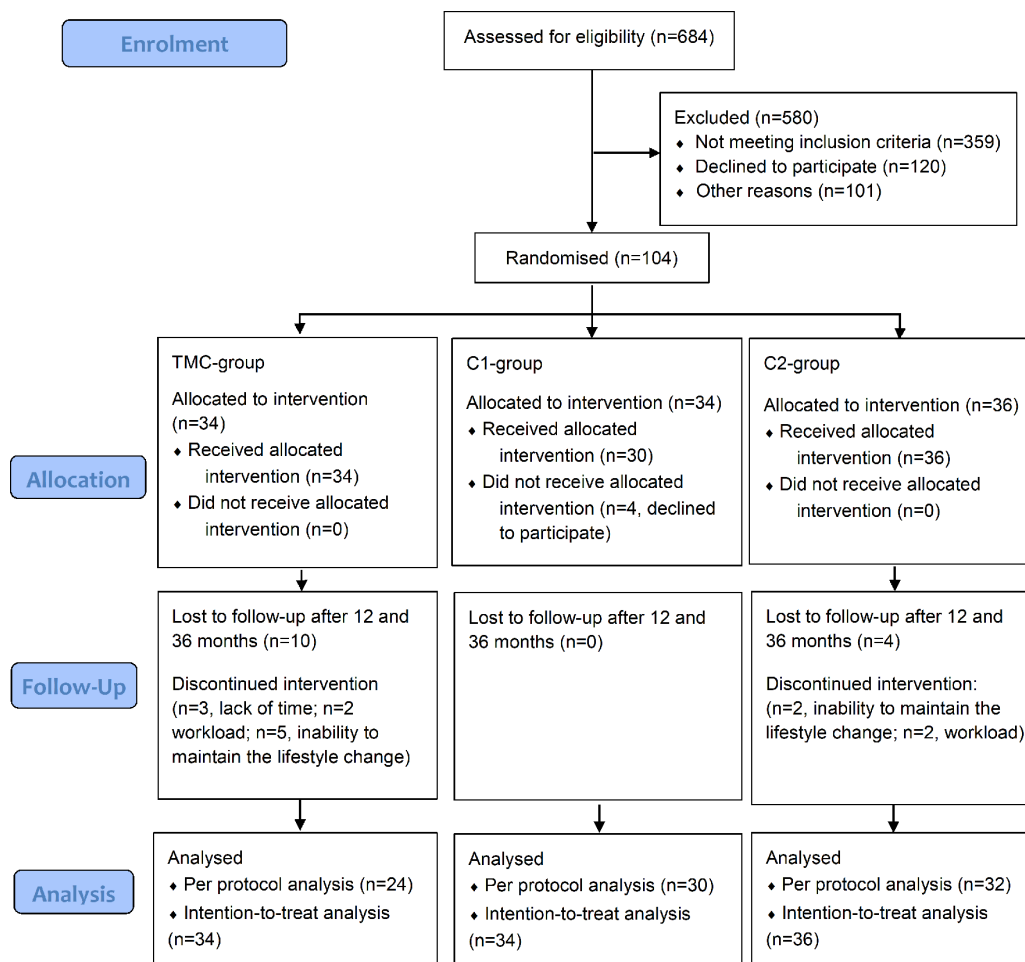 Enrolment
Assessed for eligibility (n=684)
Excluded (n=580)
♦ Not meeting inclusion criteria (n=359)
♦ Declined to participate (n=120)
♦ Other reasons (n=101)
Randomised (n=104)
Allocation
TMC-group
Allocated to intervention
(n=34)
♦ Received allocated
intervention (n=34)
♦ Did not receive allocated
intervention (n=0)
C1-group
Allocated to intervention (n=34)
♦ Received allocated
intervention (n=30)
♦ Did not receive allocated
intervention (n=4, declined
to participate)
C2-group
Allocated to intervention (n=36)
♦ Received allocated
intervention (n=36)
♦ Did not receive allocated
intervention (n=0)
Follow-Up
Lost to follow-up after 12 and
36 months (n=10)
Discontinued intervention
(n=3, lack of time; n=2
workload; n=5, inability to
maintain the lifestyle change)
Lost to follow-up after 12 and 36
months (n=0)
Lost to follow-up after 12 and
36 months (n=4)
Discontinued intervention:
(n=2, inability to maintain the
lifestyle change; n=2, workload)
Analysis
Analysed
♦ Per protocol analysis (n=24)
♦ Intention-to-treat analysis
(n=34)
Analysed
♦ Per protocol analysis (n=30)
♦ Intention-to-treat analysis
(n=34)
Analysed
♦ Per protocol analysis (n=32)
♦ Intention-to-treat analysis
(n=36)